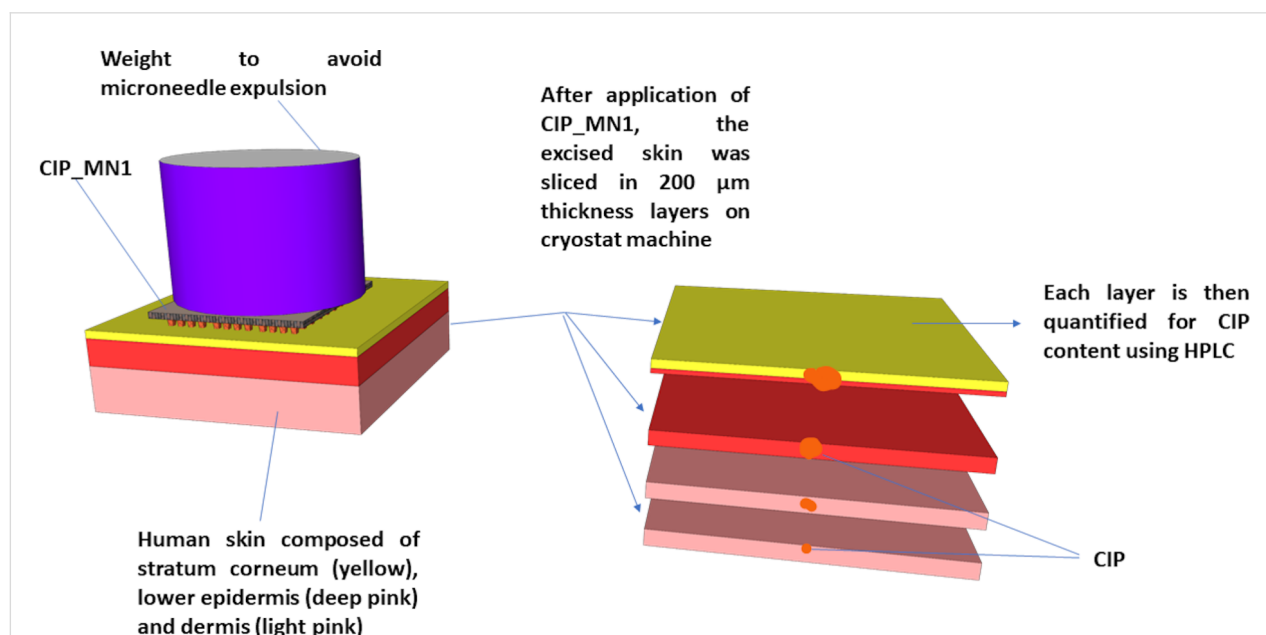 Weight to avoid
microneedle expulsion
CIP_MN1
After application of
CIP_MN1, the
excised skin was
sliced in 200 µm
thickness layers on
cryostat machine
Each layer is then
quantified for CIP
content using HPLC
Human skin composed of
stratum corneum (yellow),
lower epidermis (deep pink)
and dermis (light pink)
CIP